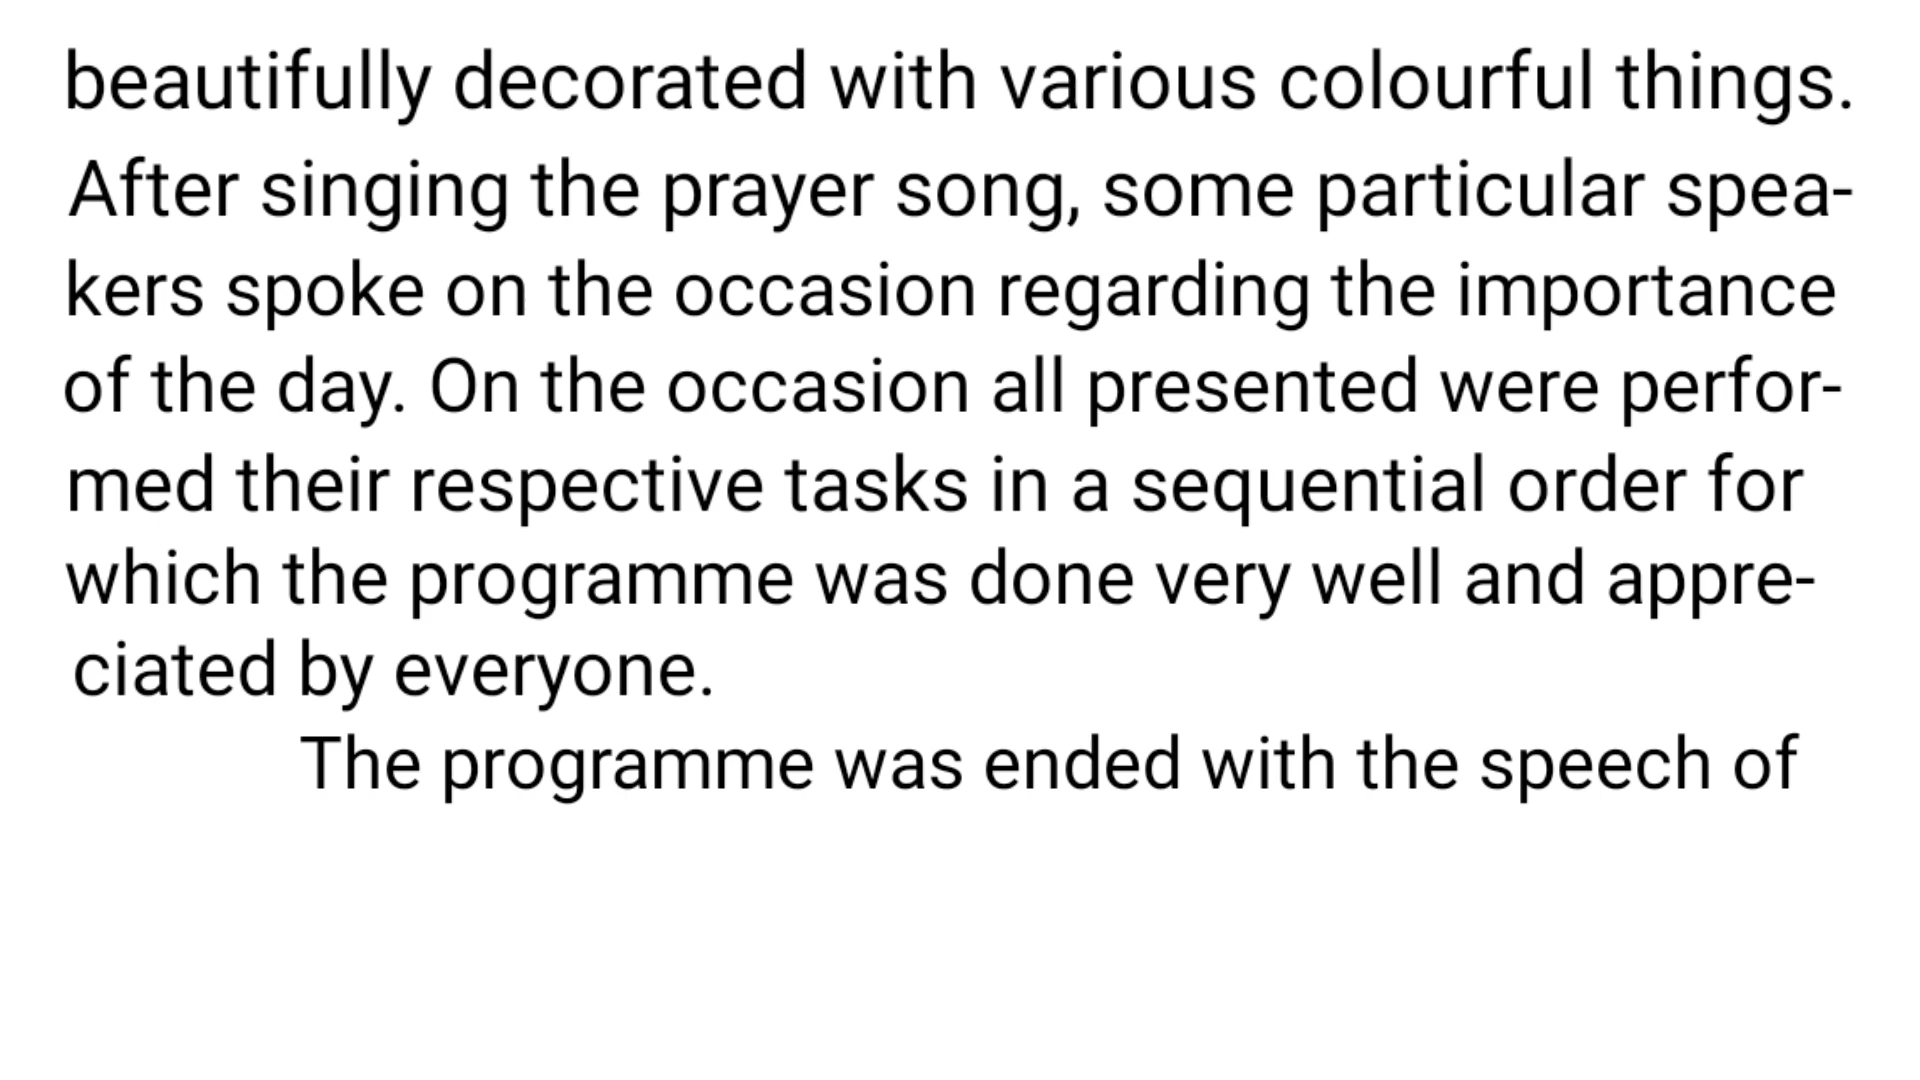 beautifully decorated with various colourful things.
After singing the prayer song, some particular spea-
kers spoke on the occasion regarding the importance
of the day. On the occasion all presented were perfor-
med their respective tasks in a sequential order for
which the programme was done very well and appre-
ciated by everyone.
The programme was ended with the speech of